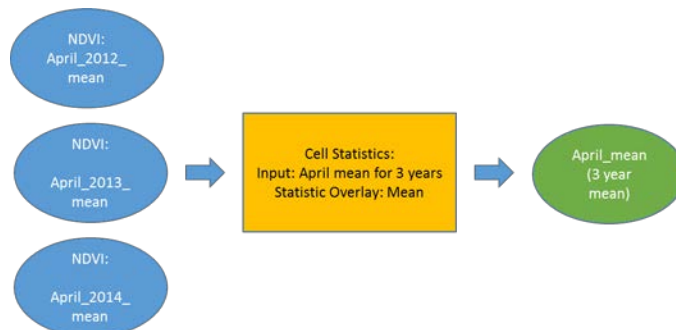 NDVI:
April_2012_
mean
NDVI:
April_2013_
mean
NDVI:
April_2014_
mean
Cell Statistics:
Input: April mean for 3 years
Statistic Overlay: Mean
April_mean
(3 year
mean)